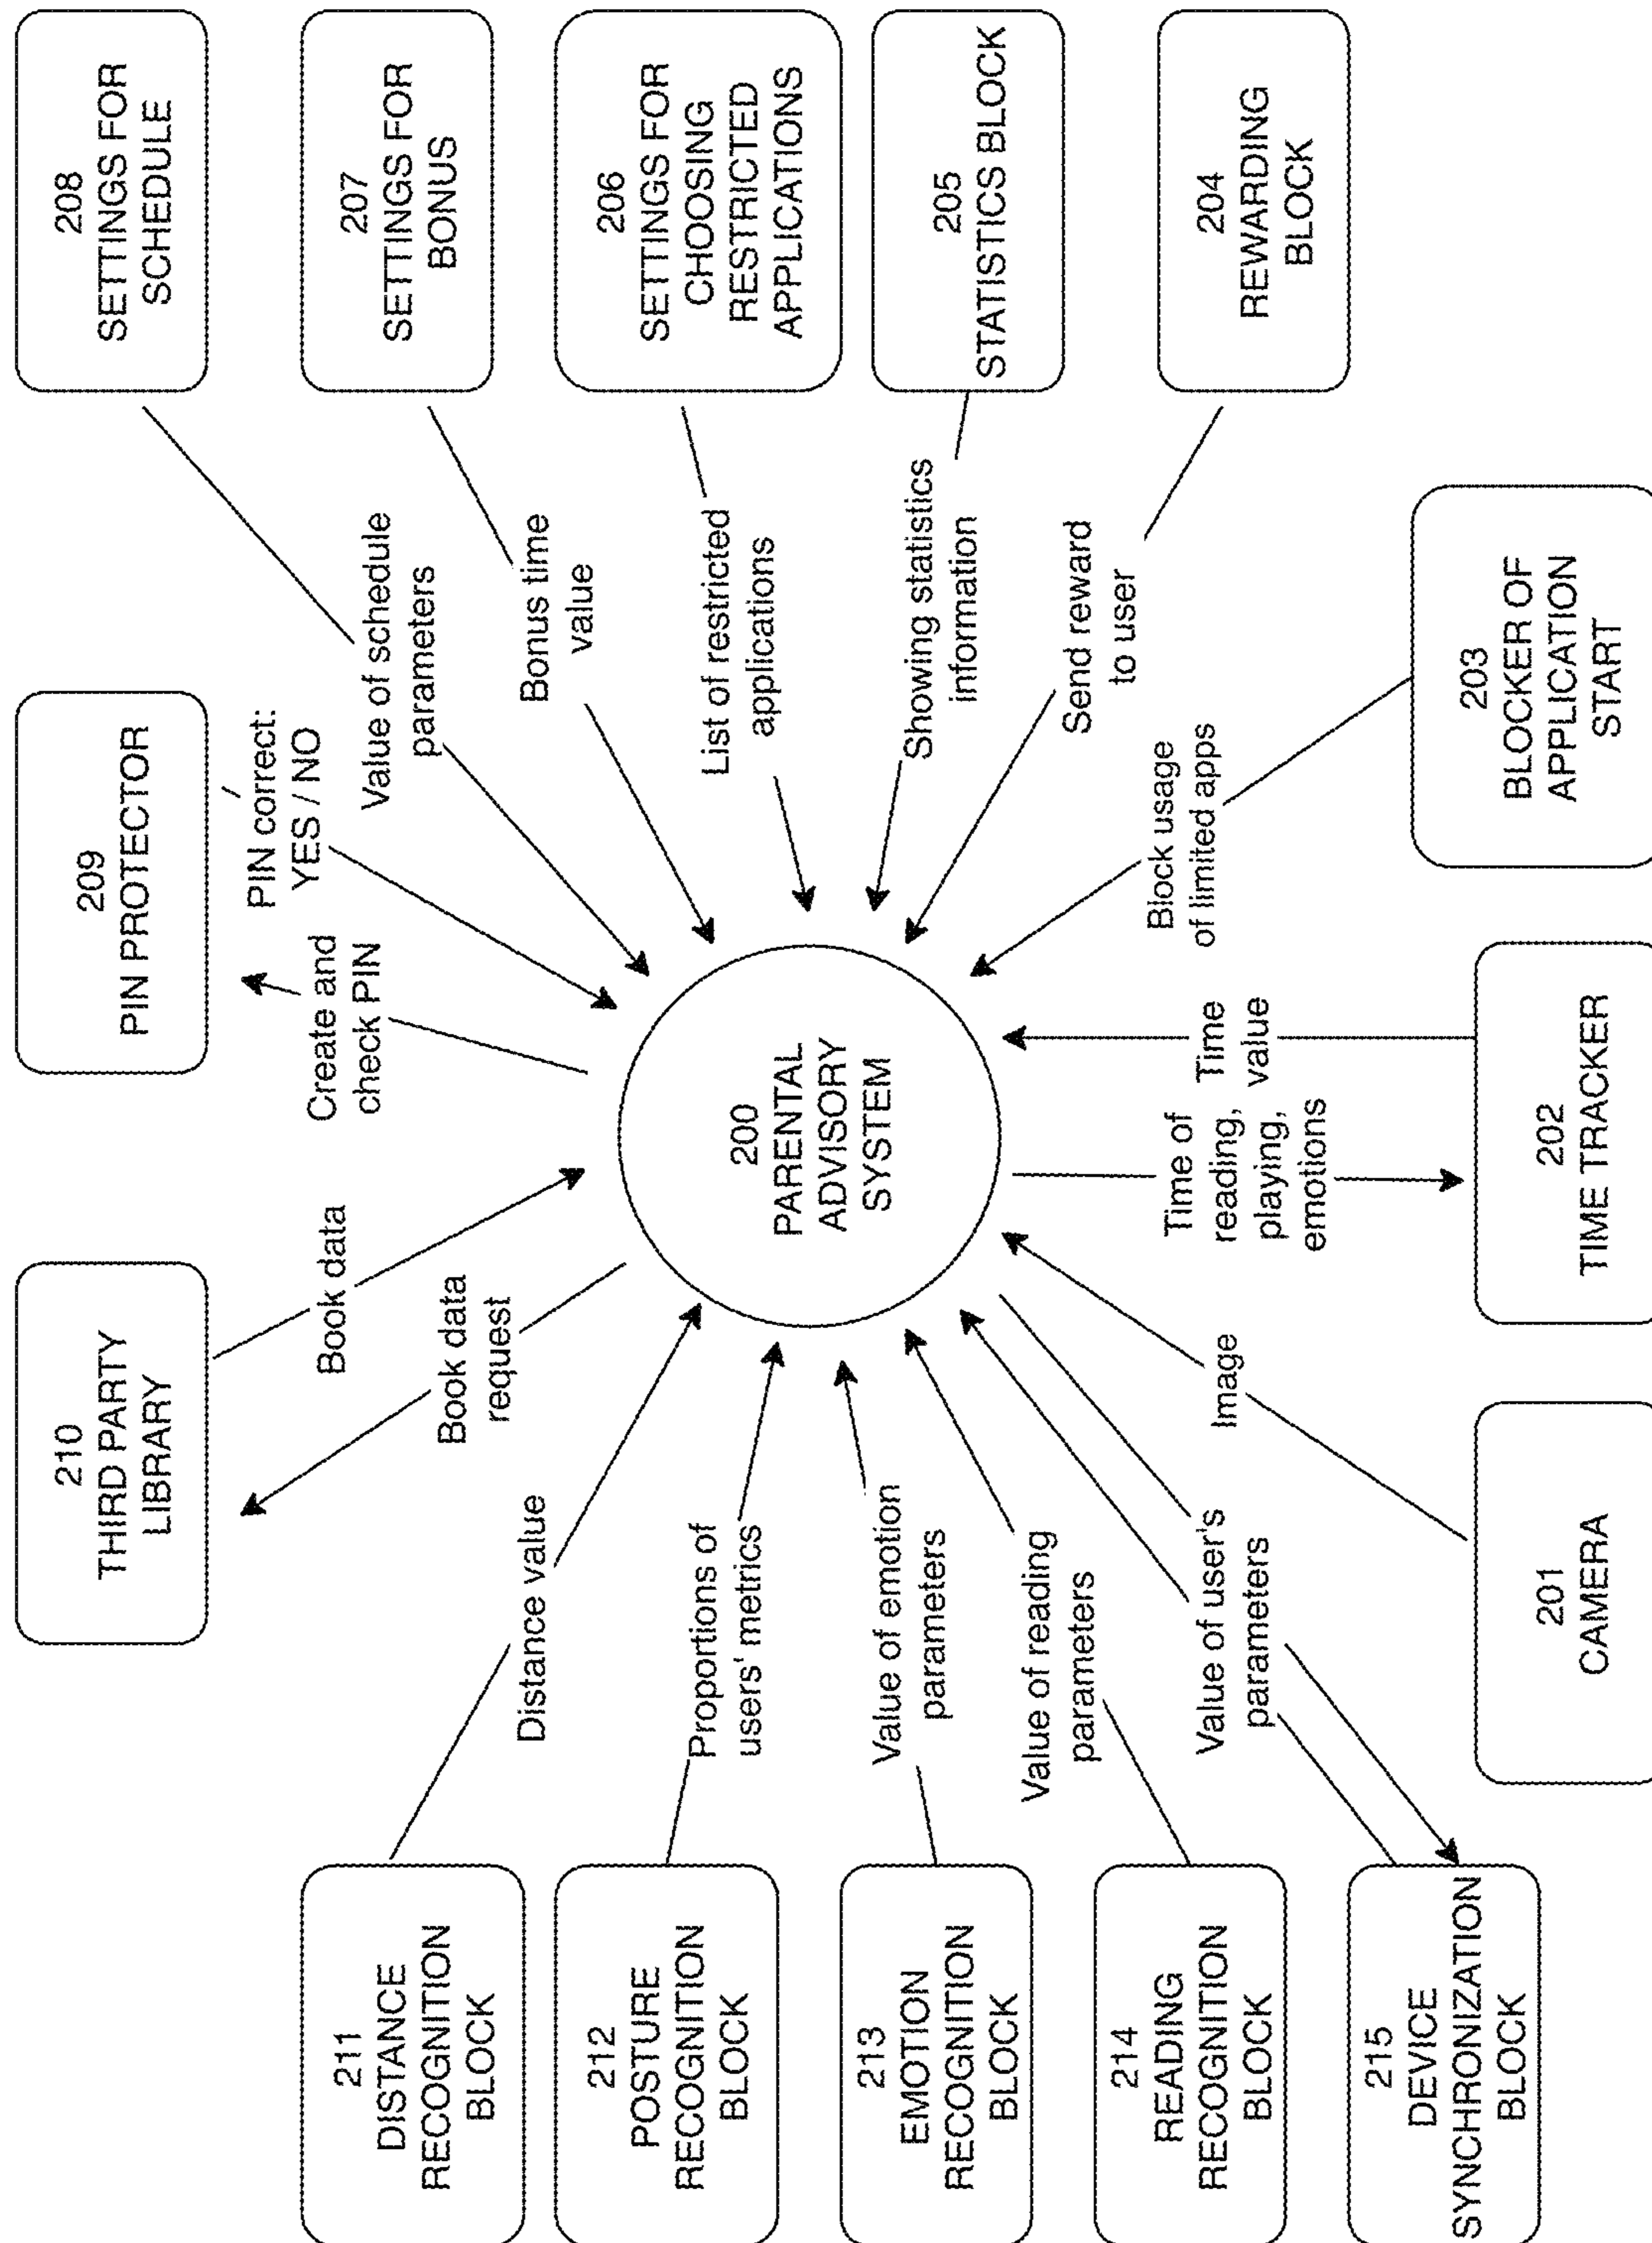 210
THIRD PARTY
LIBRARY
209
PIN PROTECTOR
208
SETTINGS FOR
SCHEDULE
211
DISTANCE
RECOGNITION
BLOCK
207
SETTINGS FOR
BONUS
212
POSTURE
RECOGNITION
BLOCK
206
SETTINGS FOR
CHOOSING
RESTRICTED
APPLICATIONS
213
EMOTION
RECOGNITION
BLOCK
205
STATISTICS BLOCK
214
READING
RECOGNITION
BLOCK
204
REWARDING
BLOCK
215
DEVICE
SYNCHRONIZATION
BLOCK
201
CAMERA
202
TIME TRACKER
203
BLOCKER OF
APPLICATION
START
200
PARENTAL
ADVISORY
SYSTEM
Book data
Book data
request
Create and
check PIN
PIN correct:
YES / NO
Value of schedule
parameters
Bonus time
value
List of restricted
applications
Showing statistics
information
Send reward
to user
Block usage
of limited apps
Time
value
Time of
reading,
playing,
emotions
Image
Value of user's
parameters
Value of reading
parameters
Value of emotion
parameters
Proportions of
users' metrics
Distance value